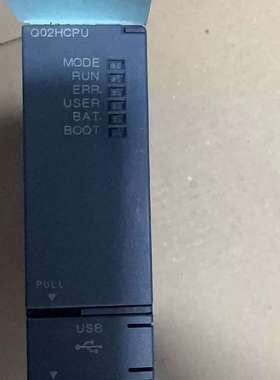 Q02HCPU
MODE
RUN
ERR.
USER
BAT.
BOOT
PULL
USB